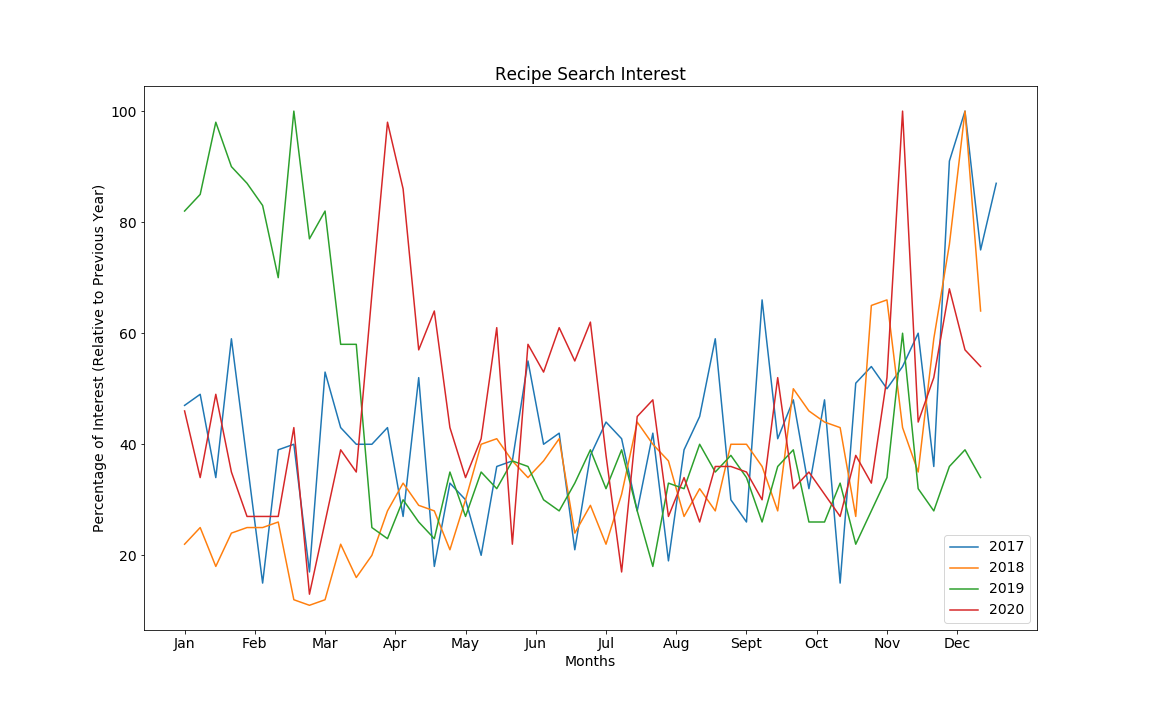 Recipe Search Interest
Percentage of Interest (Relative to Previous Year)
100
80
60
40
20
Jan Feb Mar Apr May Jun Jul Aug Sept Oct Nov Dec
Months
2017
2018
2019
2020